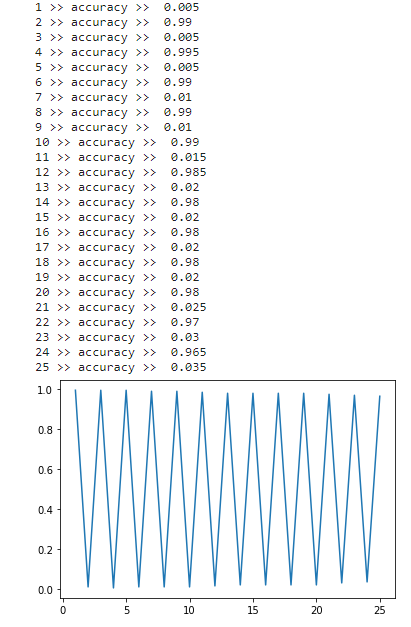 1 >> accuracy >>  0.005
2 >> accuracy >>  0.99
3 >> accuracy >>  0.005
4 >> accuracy >>  0.995
5 >> accuracy >>  0.005
6 >> accuracy >>  0.99
7 >> accuracy >>  0.01
8 >> accuracy >>  0.99
9 >> accuracy >>  0.01
10 >> accuracy >>  0.99
11 >> accuracy >>  0.015
12 >> accuracy >>  0.985
13 >> accuracy >>  0.02
14 >> accuracy >>  0.98
15 >> accuracy >>  0.02
16 >> accuracy >>  0.98
17 >> accuracy >>  0.02
18 >> accuracy >>  0.98
19 >> accuracy >>  0.02
20 >> accuracy >>  0.98
21 >> accuracy >>  0.025
22 >> accuracy >>  0.97
23 >> accuracy >>  0.03
24 >> accuracy >>  0.965
25 >> accuracy >>  0.035
1.0
0.8
0.6
0.4
0.2
0.0
0 5 10 15 20 25